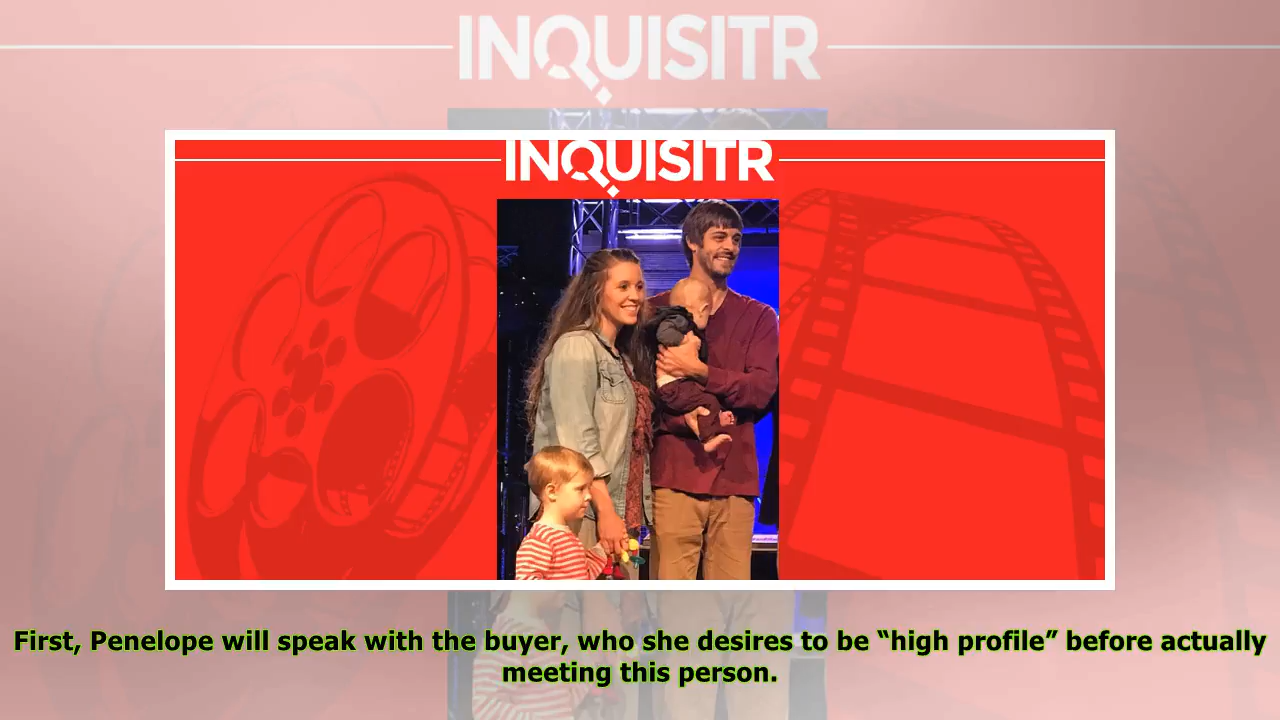 INQUISITR
INQUISITR
First, Penelope will speak with the buyer, who she desires to be “high profile” before actually
meeting this person.